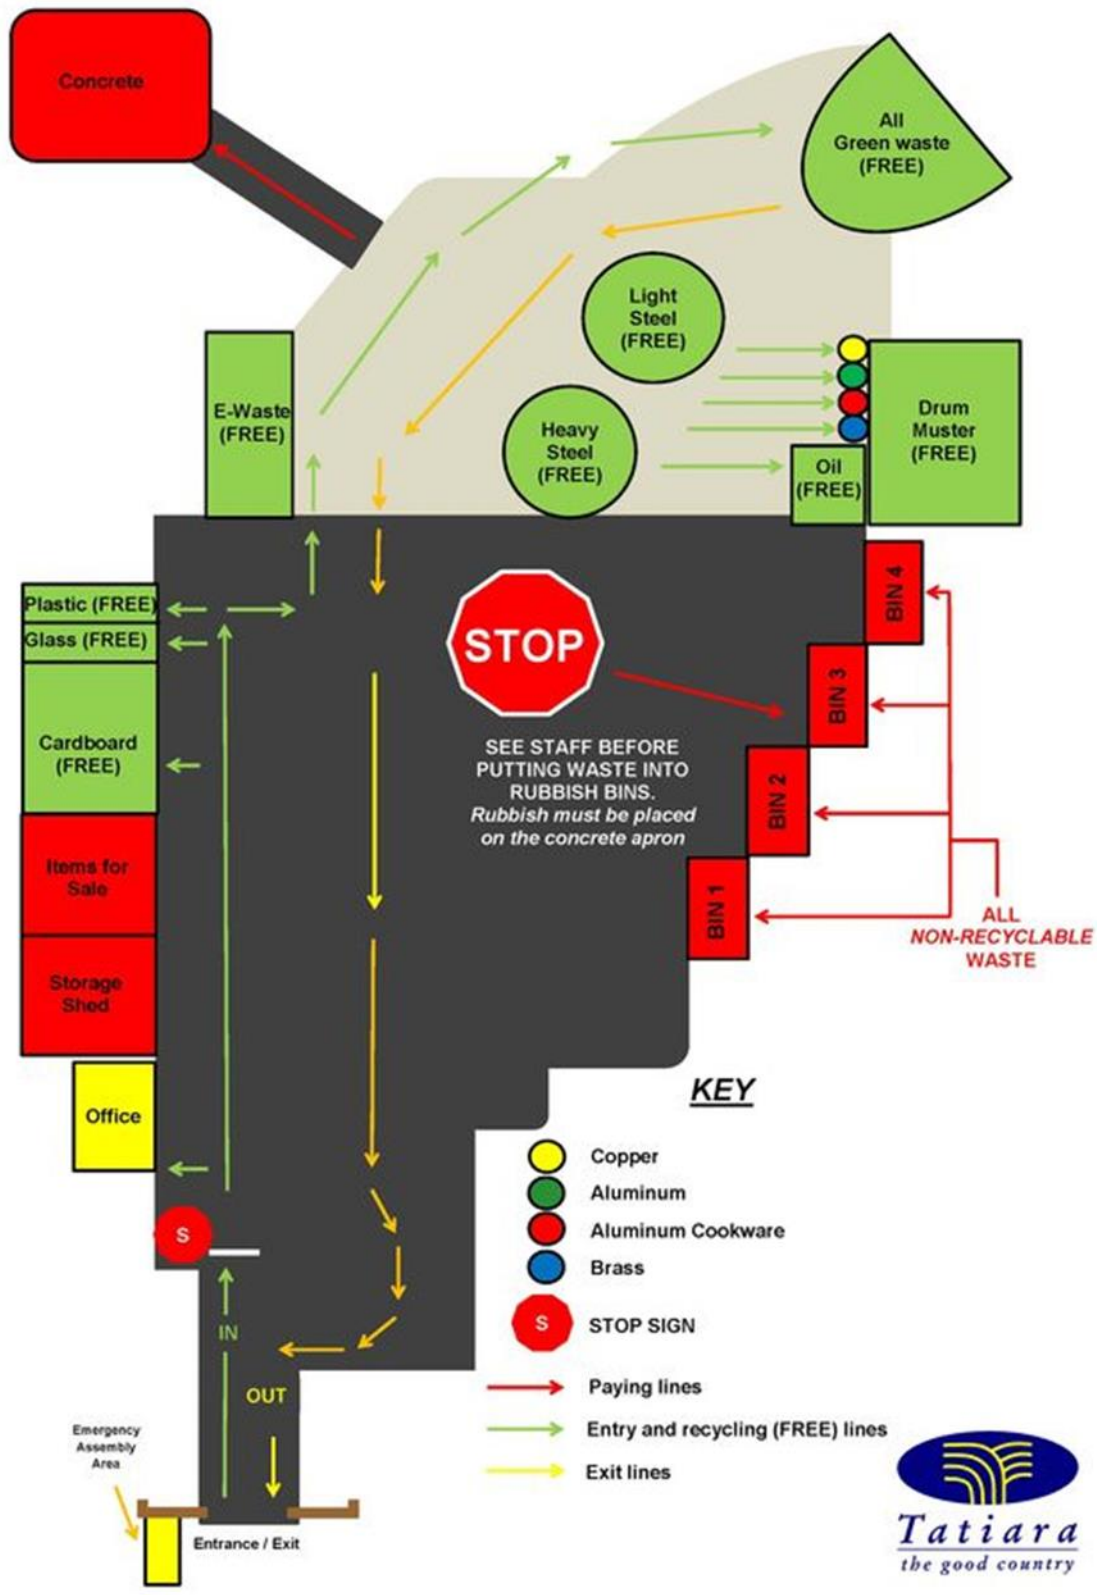 Concrete
All
Green waste
(FREE)
Light
Steel
(FREE)
E-Waste
(FREE)
Heavy
Steel
(FREE)
Drum
Muster
(FREE)
Oil
(FREE)
Plastic (FREE)
Glass (FREE)
Cardboard
(FREE)
Items for
Sale
Storage
Shed
Office
STOP
SEE STAFF BEFORE
PUTTING WASTE INTO
RUBBISH BINS.
Rubbish must be placed
on the concrete apron
BIN 4
BIN 3
BIN 2
BIN 1
ALL
NON-RECYCLABLE
WASTE
S
IN
OUT
Emergency
Assembly
Area
Entrance / Exit
KEY
Copper
Aluminum
Aluminum Cookware
Brass
S STOP SIGN
Paying lines
Entry and recycling (FREE) lines
Exit lines
Tatiara
the good country